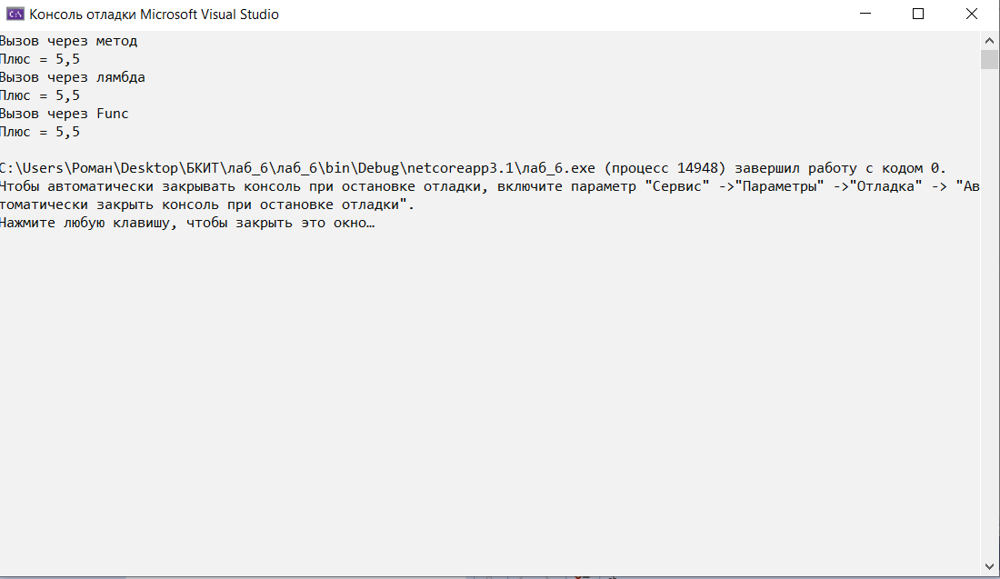 Консоль отладки Microsoft Visual Studio
Вызов через метод
Плюс = 5,5
Вызов через лямбда
Плюс = 5,5
Вызов через Func
Плюс = 5,5
C:\Users\Роман\Desktop\БКИТ\лаб_6\лаб_6\bin\Debug\netcoreapp3.1\лаб_6.exe (процесс 14948) завершил работу с кодом 0.
Чтобы автоматически закрывать консоль при остановке отладки, включите параметр "Сервис" ->"Параметры" ->"Отладка" -> "Ав
томатически закрыть консоль при остановке отладки".
Нажмите любую клавишу, чтобы закрыть это окно…